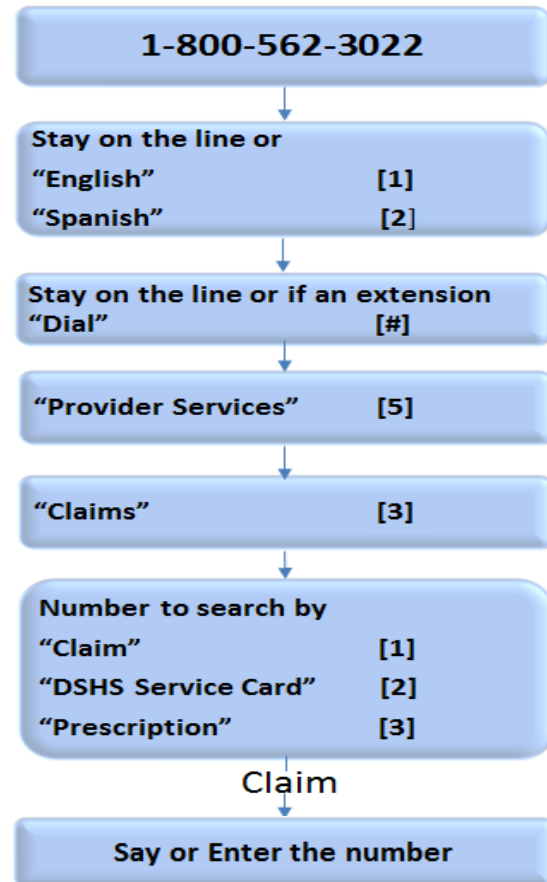 1-800-562-3022
Stay on the line or
“English” [1]
“Spanish” [2]
Stay on the line or if an extension
“Dial” [#]
“Provider Services” [5]
“Claims” [3]
Number to search by
“Claim” [1]
“DSHS Service Card” [2]
“Prescription” [3]
Claim
Say or Enter the number